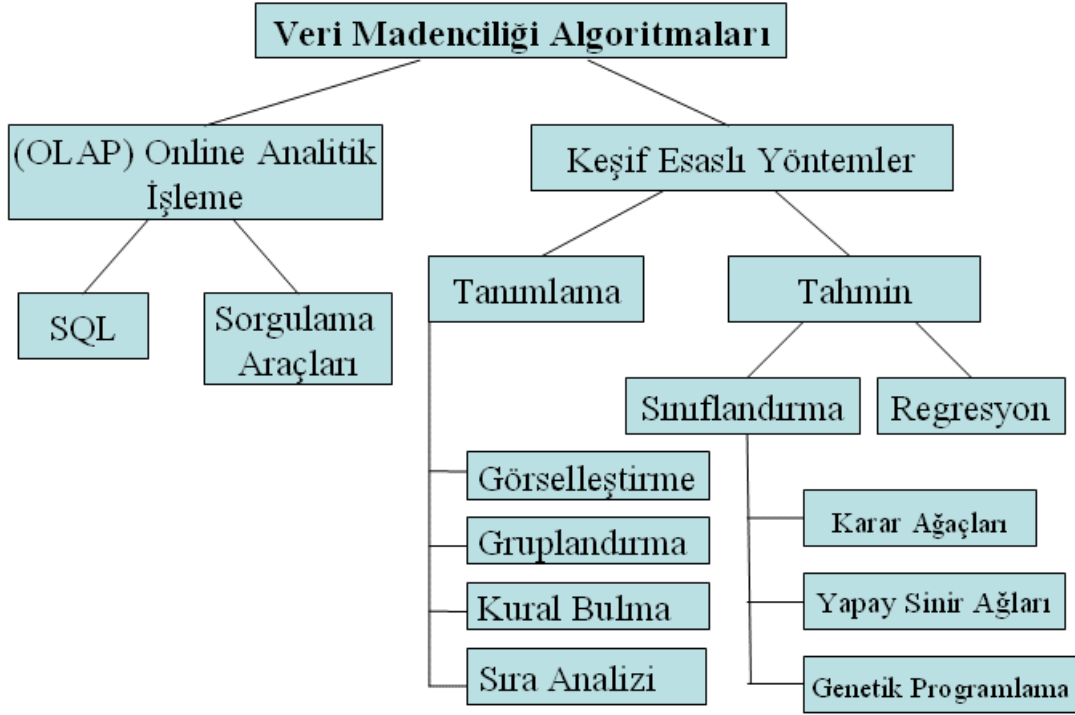 Veri Madenciliği Algoritmaları
(OLAP) Online Analitik
İşleme
Keşif Esaslı Yöntemler
SQL
Sorgulama
Araçları
Tanımlama
Tahmin
Sınıflandırma
Regresyon
Görselleştirme
Gruplandırma
Kural Bulma
Sıra Analizi
Karar Ağaçları
Yapay Sinir Ağları
Genetik Programlama